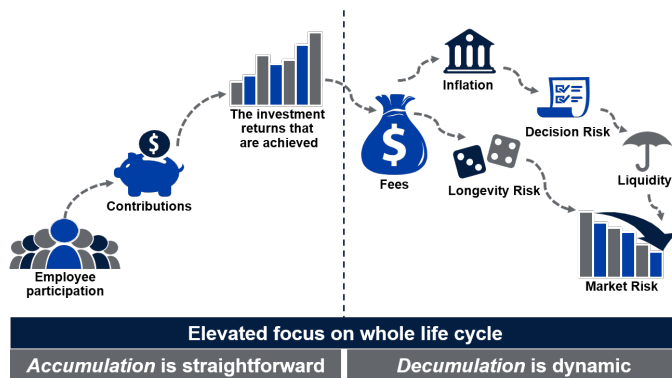 Employee
participation
Contributions
$
The investment
returns that
are achieved
$
Fees
Inflation
Longevity Risk
Decision Risk
Liquidity
Market Risk
Elevated focus on whole life cycle
Accumulation is straightforward
Decumulation is dynamic